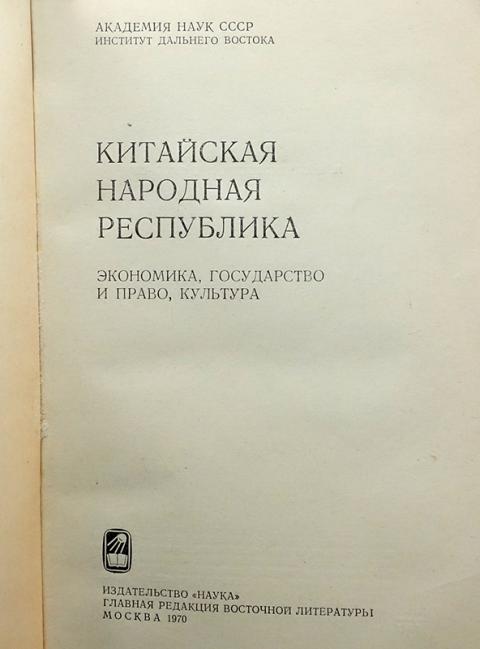 АКАДЕМИЯ НАУК СССР
ИНСТИТУТ ДАЛЬНЕГО ВОСТОКА
КИТАЙСКАЯ
НАРОДНАЯ
РЕСПУБЛИКА
ЭКОНОМИКА, ГОСУДАРСТВО
И ПРАВО, КУЛЬТУРА
ИЗДАТЕЛЬСТВО «НАУКА»
ГЛАВНАЯ РЕДАКЦИЯ ВОСТОЧНОЙ ЛИТЕРАТУРЫ
МОСКВА 1970